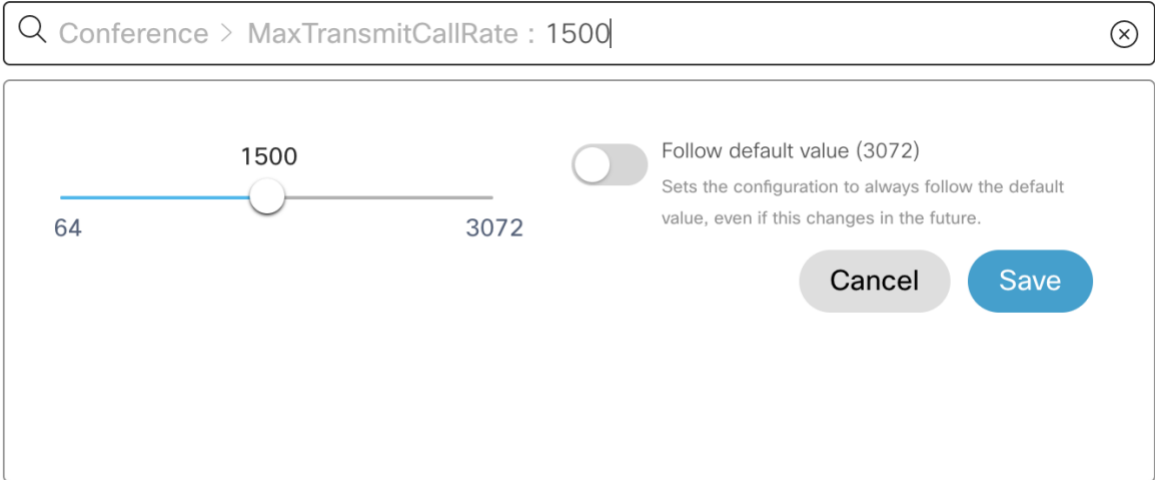 Conference > MaxTransmitCallRate : 1500
1500
64
3072
Follow default value (3072)
Sets the configuration to always follow the default
value, even if this changes in the future.
Cancel
Save